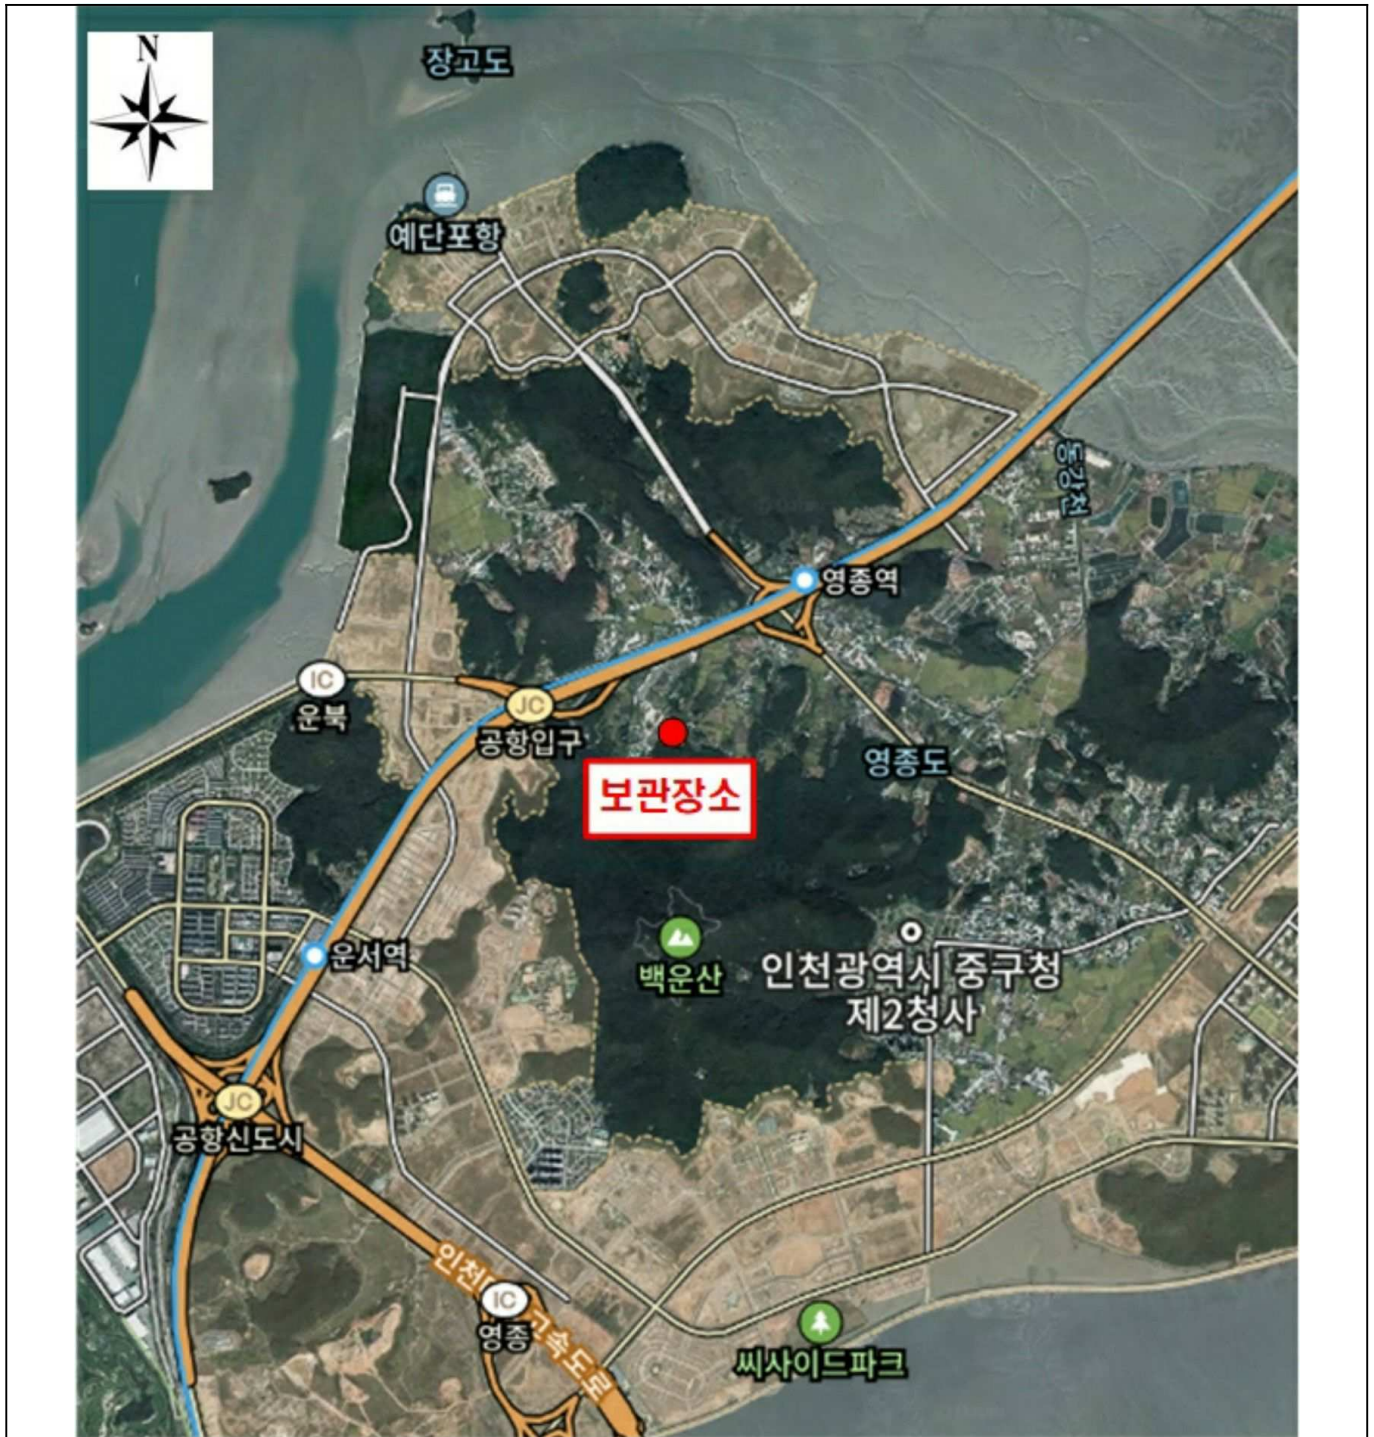 N
장고도
예단포항
동강천
영종역
IC
운북
JC
공항입구
보관장소
영종도
운서역
백운산
인천광역시 중구청
제2청사
JC
공항신도시
인천
고속도로
IC
영종
씨사이드파크